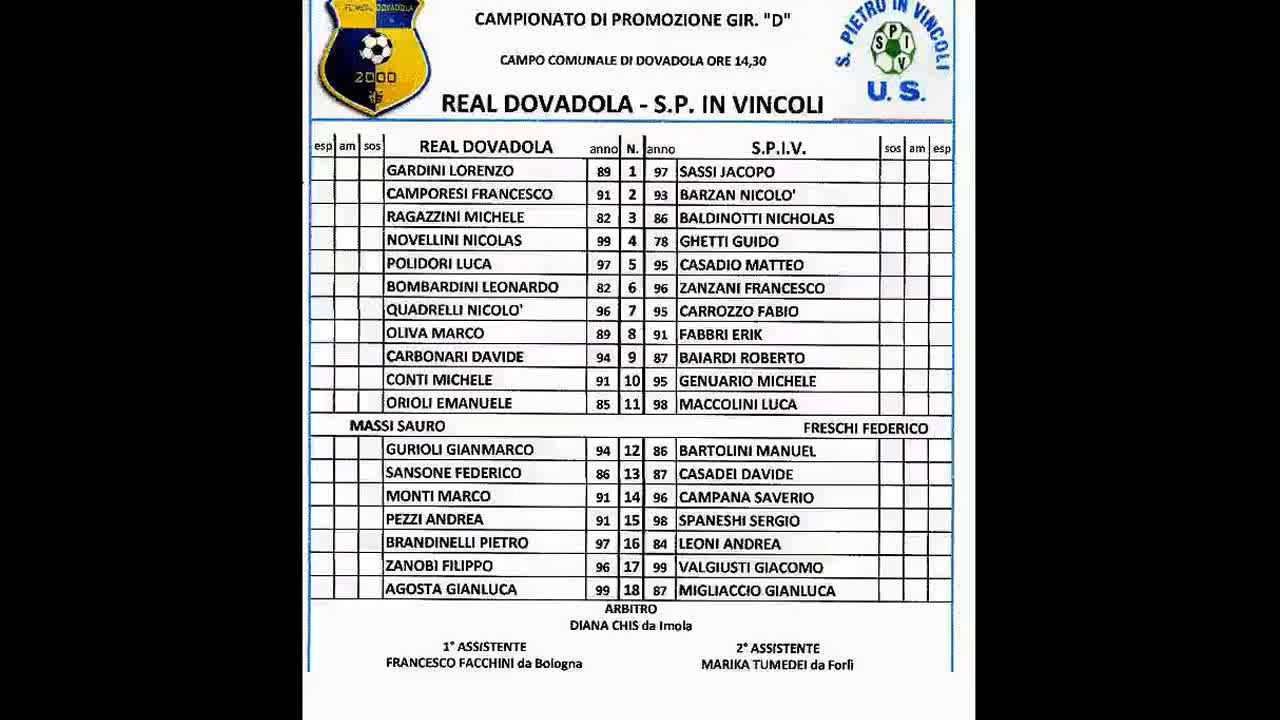 F.C. REAL DOVADOLA
2000
CAMPIONATO DI PROMOZIONE GIR. "D"
CAMPO COMUNALE DI DOVADOLA ORE 14,30
REAL DOVADOLA - S.P. IN VINCOLI
S. PIETRO IN VINCOLI
S P I V
U. S.
esp am sos REAL DOVADOLA anno N. anno S.P.I.V. sos am esp
GARDINI LORENZO 89 1 97 SASSI JACOPO
CAMPORESI FRANCESCO 91 2 93 BARZAN NICOLO'
RAGAZZINI MICHELE 82 3 86 BALDINOTTI NICHOLAS
NOVELLINI NICOLAS 99 4 78 GHETTI GUIDO
POLIDORI LUCA 97 5 95 CASADIO MATTEO
BOMBARDINI LEONARDO 82 6 96 ZANZANI FRANCESCO
QUADRELLI NICOLO' 96 7 95 CARROZZO FABIO
OLIVA MARCO 89 8 91 FABBRI ERIK
CARBONARI DAVIDE 94 9 87 BAIARDI ROBERTO
CONTI MICHELE 91 10 95 GENUARIO MICHELE
ORIOLI EMANUELE 85 11 98 MACCOLINI LUCA
MASSI SAURO FRESCHI FEDERICO
GURIOLI GIANMARCO 94 12 86 BARTOLINI MANUEL
SANSONE FEDERICO 86 13 87 CASADEI DAVIDE
MONTI MARCO 91 14 96 CAMPANA SAVERIO
PEZZI ANDREA 91 15 98 SPANESHI SERGIO
BRANDINELLI PIETRO 97 16 84 LEONI ANDREA
ZANOBI FILIPPO 96 17 99 VALGIUSTI GIACOMO
AGOSTA GIANLUCA 99 18 87 MIGLIACCIO GIANLUCA
ARBITRO
DIANA CHIS da Imola
1° ASSISTENTE 2° ASSISTENTE
FRANCESCO FACCHINI da Bologna MARIKA TUMEDEI da Forlì